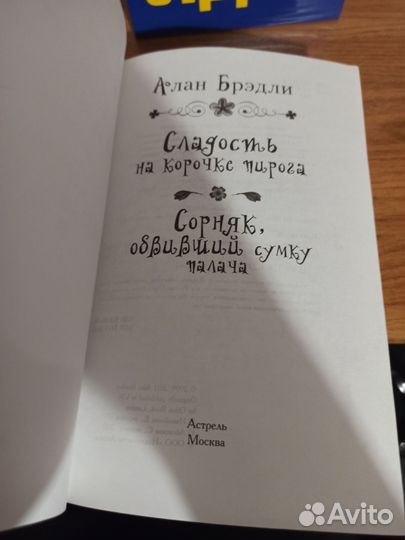 Алан Брэдли
Сладость
на корочке пирога
Сорняк,
обвивший сумку
палача
Астрель
Москва
Avito